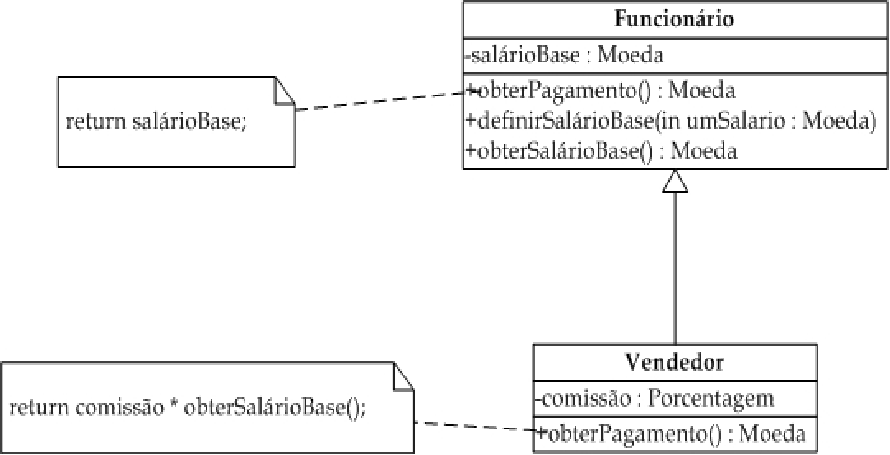 Funcionário
-salárioBase : Moeda
+obterPagamento() : Moeda
+definirSalárioBase(in umSalario : Moeda)
+obterSalárioBase() : Moeda
return salárioBase;
Vendedor
-comissão : Porcentagem
+obterPagamento() : Moeda
return comissão * obterSalárioBase();